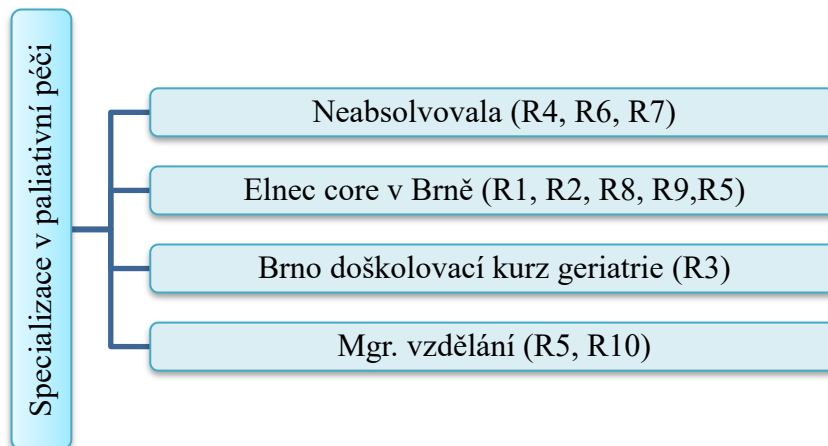 Specializace v paliativní péči
Neabsolvovala (R4, R6, R7)
Elnec core v Brně (R1, R2, R8, R9,R5)
Brno doškolovací kurz geriatrie (R3)
Mgr. vzdělání (R5, R10)